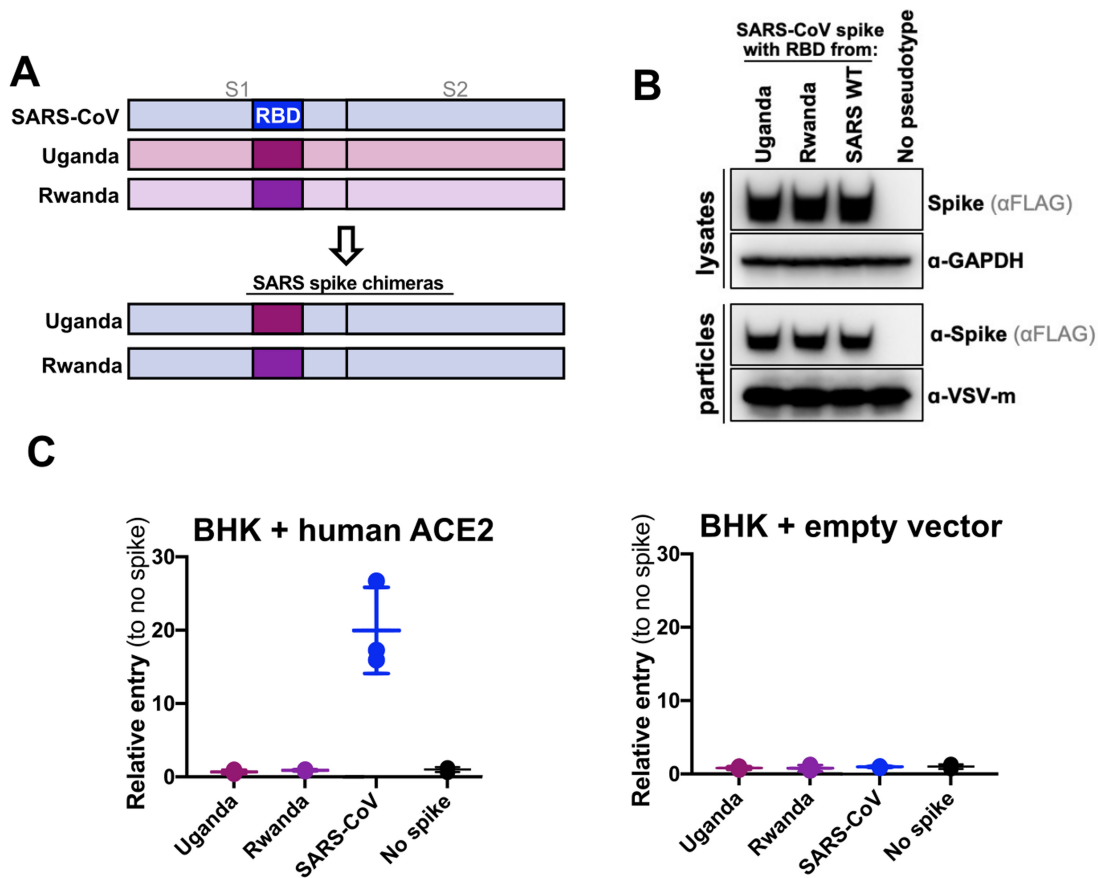 A
S1 S2
SARS-CoV RBD
Uganda
Rwanda
SARS spike chimeras
Uganda
Rwanda
B
SARS-CoV spike
with RBD from:
Uganda
Rwanda
SARS WT
No pseudotype
lysates
Spike (αFLAG)
α-GAPDH
particles
α-Spike (αFLAG)
α-VSV-m
C
BHK + human ACE2
Relative entry (to no spike)
30
20
10
0
Uganda
Rwanda
SARS-CoV
No spike
BHK + empty vector
Relative entry (to no spike)
30
20
10
0
Uganda
Rwanda
SARS-CoV
No spike